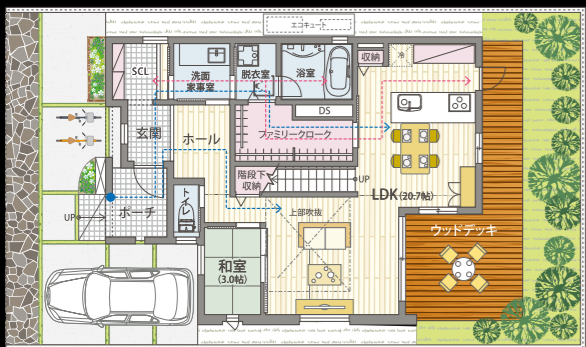 エコキュート
SCL
洗面
家事室
脱衣室
浴室
収納
冷
DS
玄関
ホール
ファミリークローク
階段下
収納
UP
LDK(20.7帖)
UP
ポーチ
トイレ
上部吹抜
ウッドデッキ
和室
(3.0帖)